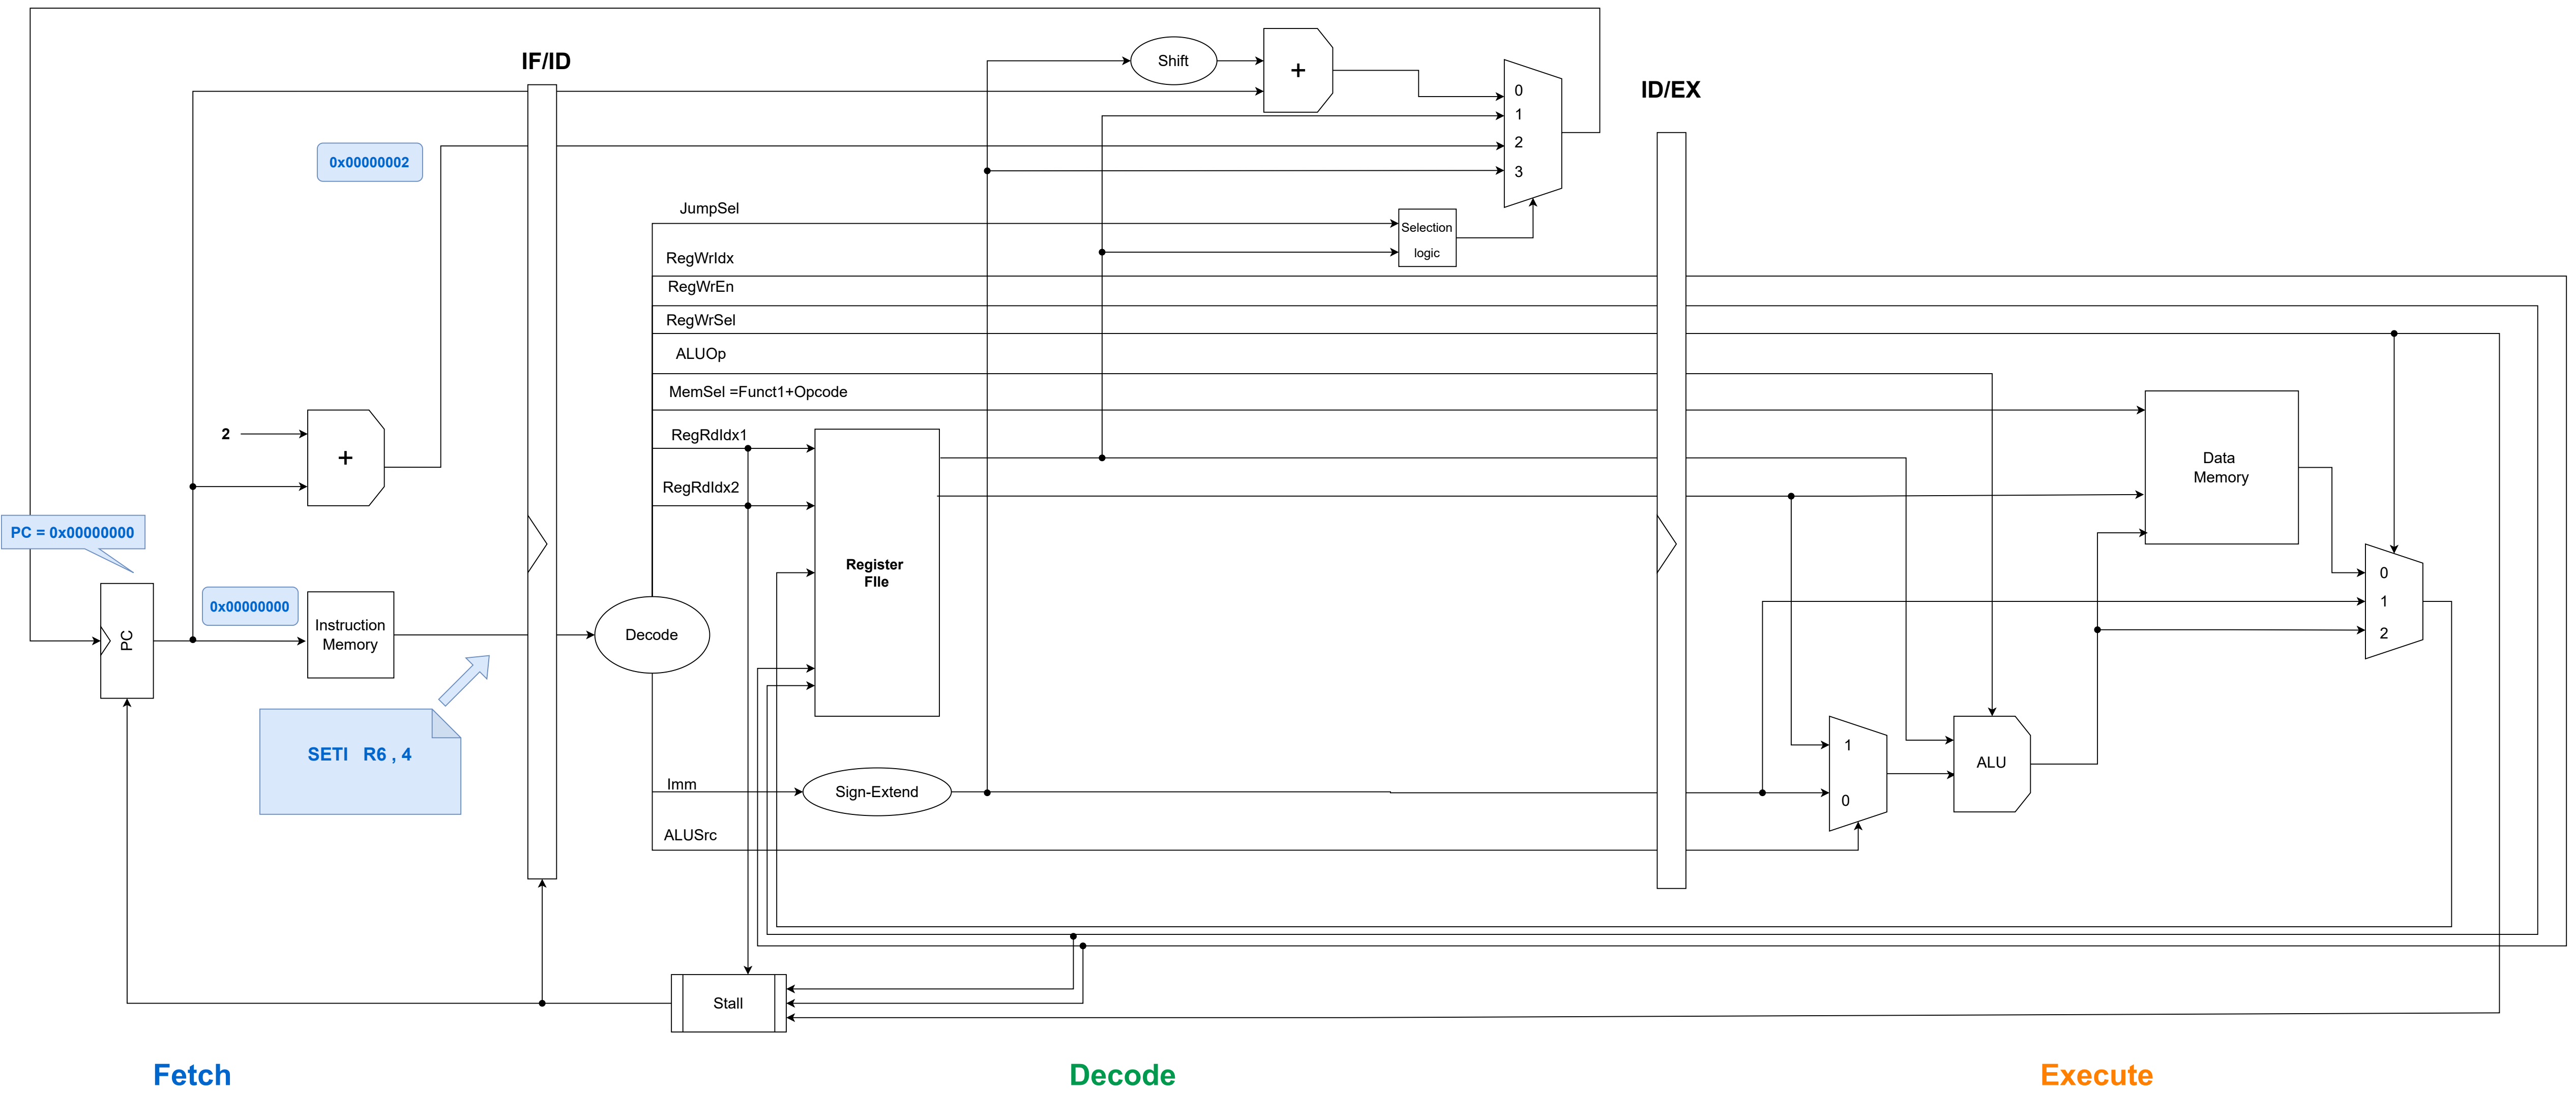 IF/ID
ID/EX
Shift
+
0
1
2
3
0x00000002
JumpSel
Selection
logic
RegWrIdx
RegWrEn
RegWrSel
ALUOp
MemSel =Funct1+Opcode
2
+
RegRdIdx1
RegRdIdx2
Register
FIle
Data
Memory
0
1
2
PC = 0x00000000
0x00000000
PC
Instruction
Memory
Decode
SETI R6 , 4
Imm
Sign-Extend
ALUSrc
1
0
ALU
Stall
Fetch
Decode
Execute